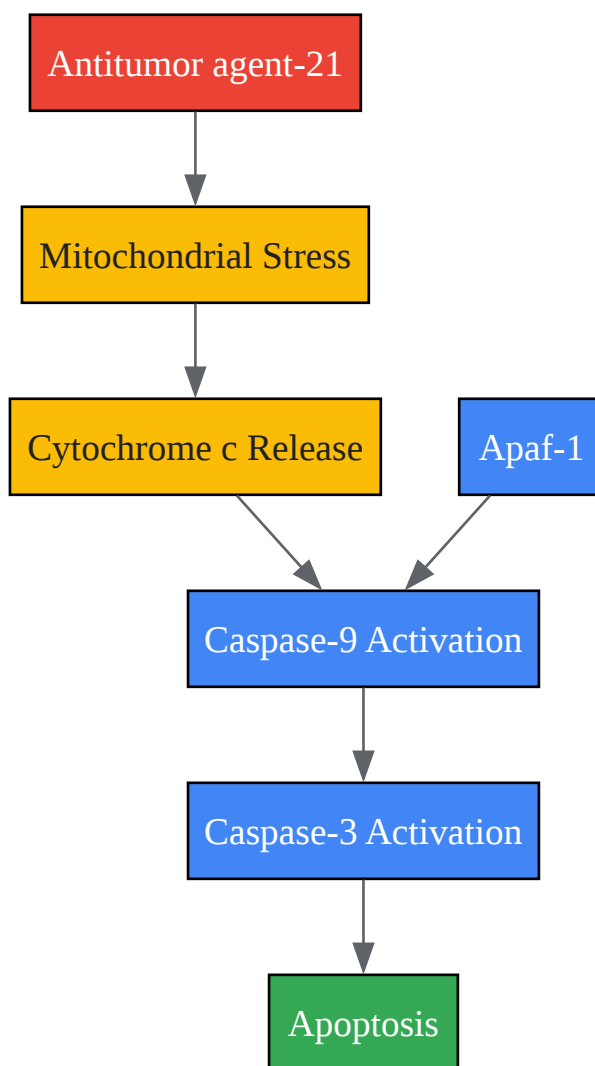 Antitumor agent-21
Mitochondrial Stress
Cytochrome c Release
Apaf-1
Caspase-9 Activation
Caspase-3 Activation
Apoptosis